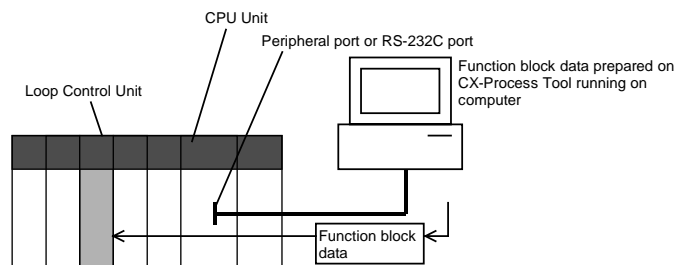 CPU Unit
Peripheral port or RS-232C port
Function block data prepared on
CX-Process Tool running on
computer
Loop Control Unit
Function block
data